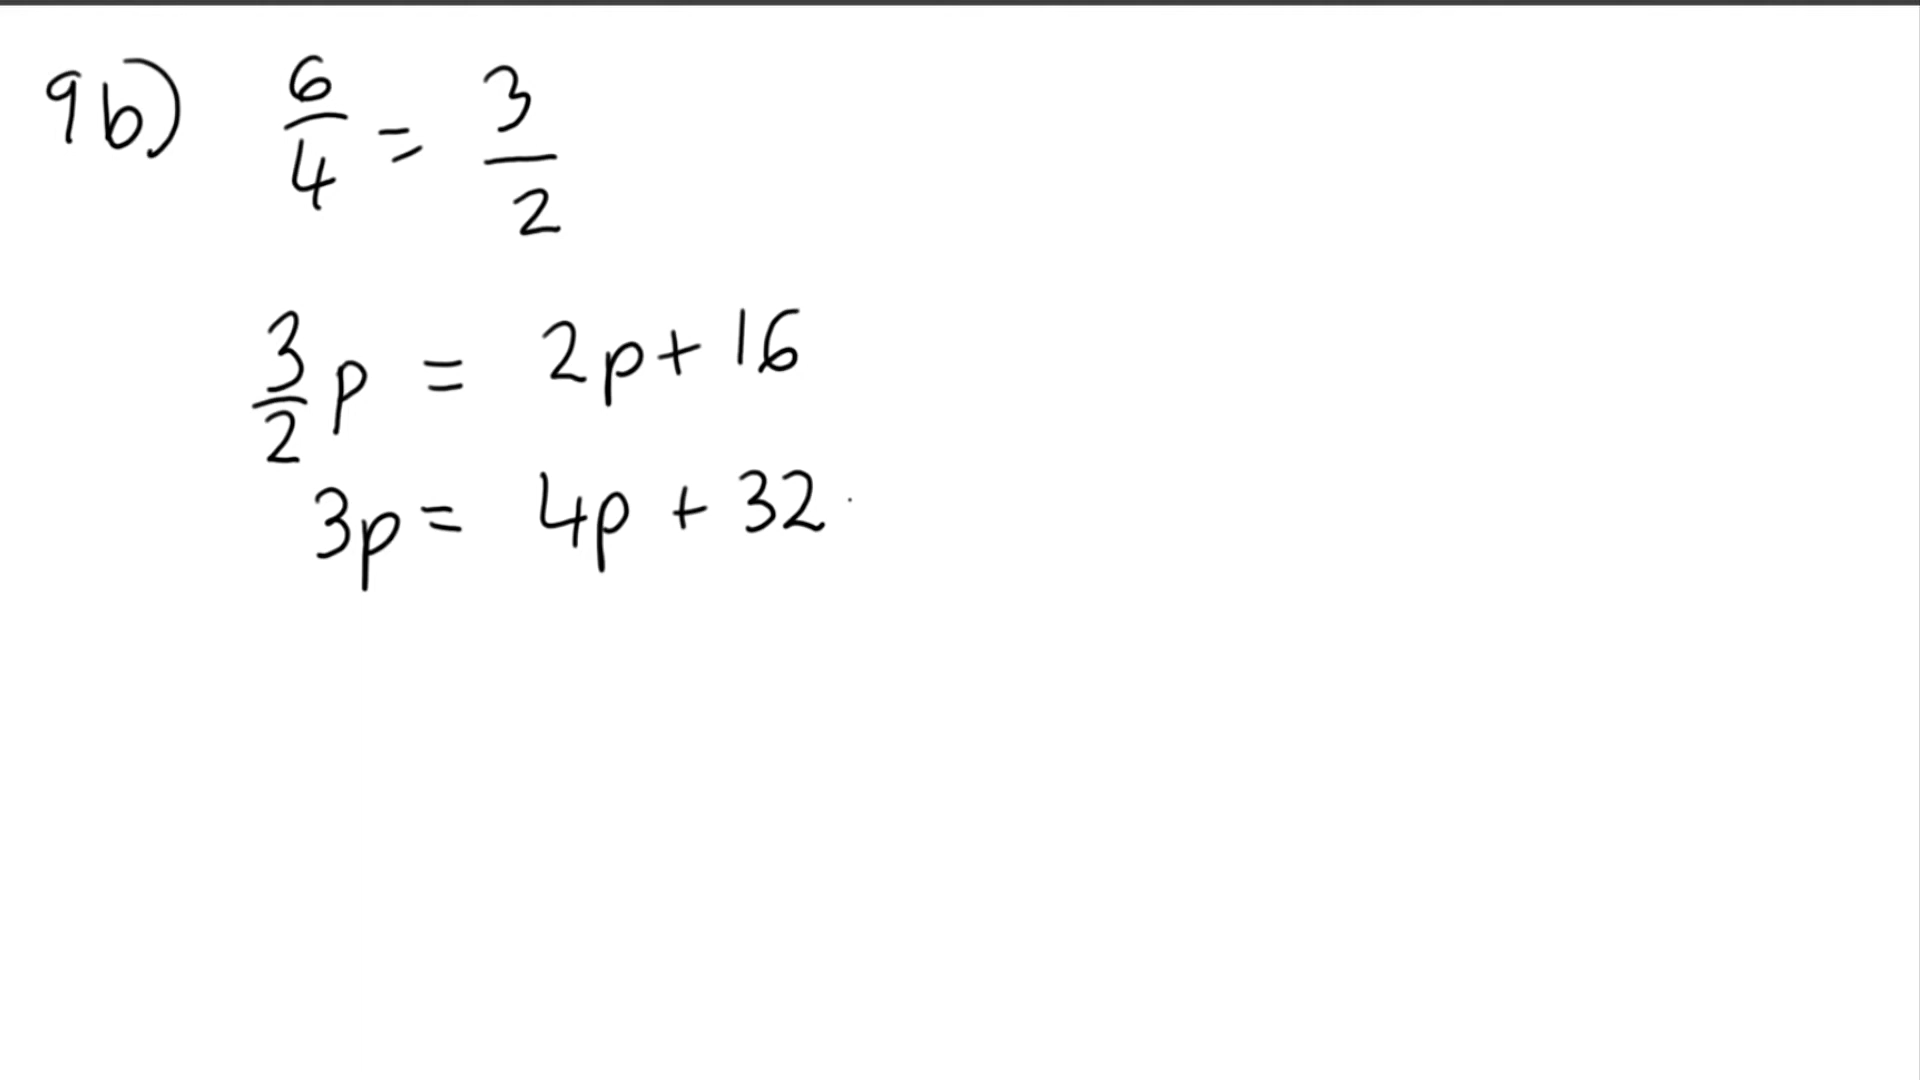 9b) 6/4 = 3/2
3/2 p = 2p + 16
3p = 4p + 32